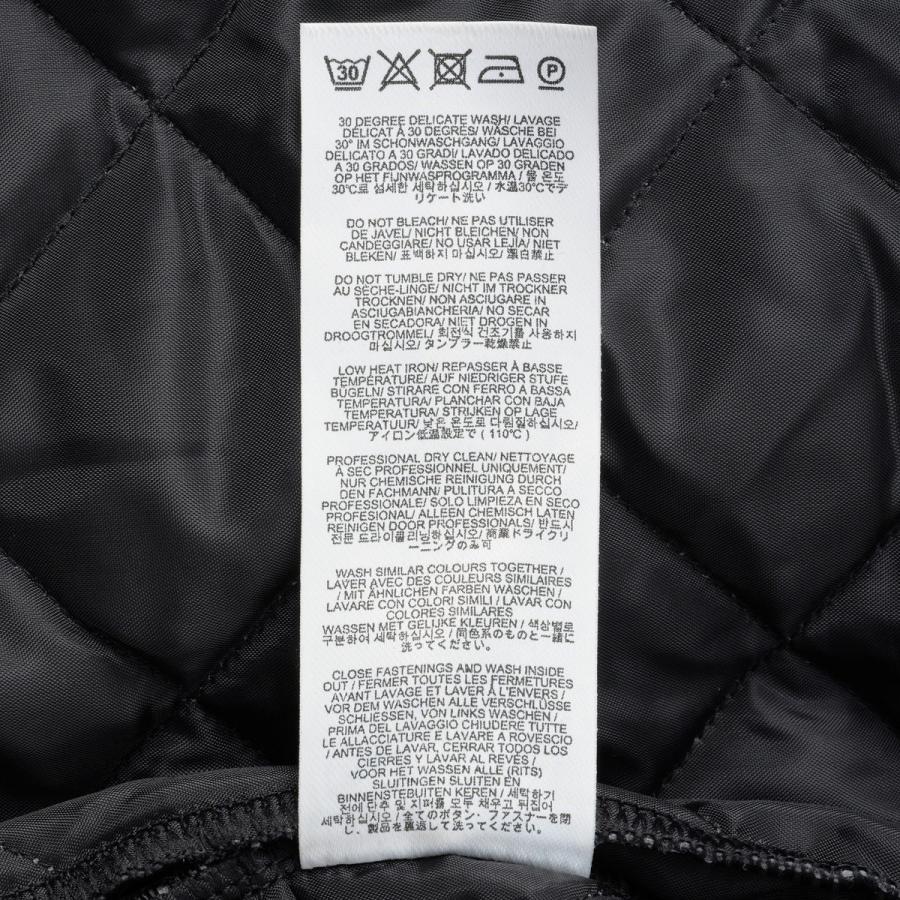 30
P
30 DEGREE DELICATE WASH/ LAVAGE
DÉLICAT À 30 DEGRÉS/ WÄSCHE BEI
30° IM SCHONWASCHGANG/ LAVAGGIO
DELICATO A 30 GRADI/ LAVADO DELICADO
A 30 GRADOS/ WASSEN OP 30 GRADEN
OP HET FIJNWASPROGRAMMA / 물 온도
30℃로 섬세한 세탁하십시오 / 水温30℃でデ
リケート洗い
DO NOT BLEACH/ NE PAS UTILISER
DE JAVEL/ NICHT BLEICHEN/ NON
CANDEGGIARE/ NO USAR LEJÍA/ NIET
BLEKEN/ 표백하지 마십시오/ 漂白禁止
DO NOT TUMBLE DRY/ NE PAS PASSER
AU SÈCHE-LINGE/ NICHT IM TROCKNER
TROCKNEN/ NON ASCIUGARE IN
ASCIUGABIANCHERIA/ NO SECAR
EN SECADORA/ NIET DROGEN IN
DROOGTROMMEL/ 회전식 건조기를 사용하지
마십시오/ タンブラー乾燥禁止
LOW HEAT IRON/ REPASSER À BASSE
TEMPÉRATURE/ AUF NIEDRIGER STUFE
BÜGELN/ STIRARE CON FERRO A BASSA
TEMPERATURA/ PLANCHAR CON BAJA
TEMPERATURA/ STRIJKEN OP LAGE
TEMPERATUUR/ 낮은 온도로 다림질하십시오/
アイロン低温設定で ( 110℃ )
PROFESSIONAL DRY CLEAN/ NETTOYAGE
À SEC PROFESSIONNEL UNIQUEMENT/
NUR CHEMISCHE REINIGUNG DURCH
DEN FACHMANN/ PULITURA A SECCO
PROFESSIONALE/ SOLO LIMPIEZA EN SECO
PROFESIONAL/ ALLEEN CHEMISCH LATEN
REINIGEN DOOR PROFESSIONALS/ 반드시
전문 드라이클리닝하십시오/ 商業ドライクリ
ーニングのみ可
WASH SIMILAR COLOURS TOGETHER /
LAVER AVEC DES COULEURS SIMILAIRES
/ MIT ÄHNLICHEN FARBEN WASCHEN /
LAVARE CON COLORI SIMILI / LAVAR CON
COLORES SIMILARES
WASSEN MET GELIJKE KLEUREN / 색상별로
구분하여 세탁하십시오 / 同色系のものと一緒に
洗ってください。
CLOSE FASTENINGS AND WASH INSIDE
OUT / FERMER TOUTES LES FERMETURES
AVANT LAVAGE ET LAVER À L'ENVERS /
VOR DEM WASCHEN ALLE VERSCHLÜSSE
SCHLIESSEN, VON LINKS WASCHEN /
PRIMA DEL LAVAGGIO CHIUDERE TUTTE
LE ALLACCIATURE E LAVARE A ROVESCIO
/ ANTES DE LAVAR, CERRAR TODOS LOS
CIERRES Y LAVAR AL REVÉS /
VÓÓR HET WASSEN ALLE (RITS)
SLUITINGEN SLUITEN EN
BINNENSTEBUITEN KEREN / 세탁하기
전에 단추 및 지퍼를 모두 채우고 뒤집어
세탁하십시오 / 全てのボタン・ファスナーを閉
じ、製品を裏返して洗ってください。